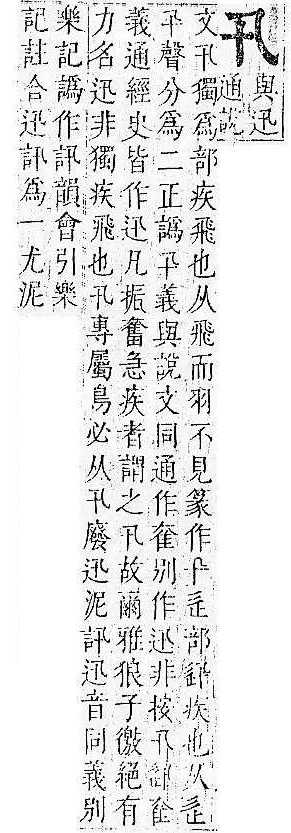 卂
與迅
通說
文卂獨爲部疾飛也从飛而羽不見篆作卂辵部迅疾也从辵
卂聲分爲二正譌卂義與說文同通作奞別作迅非按卂
義通經史皆作迅凡振奮急疾者謂之卂故爾雅狼子獥絕有
力名迅非獨疾飛也卂專屬鳥必从卂廢迅泥訊迅音同義別
樂記譌作訊韻會引樂
記註合迅訊爲一尤泥